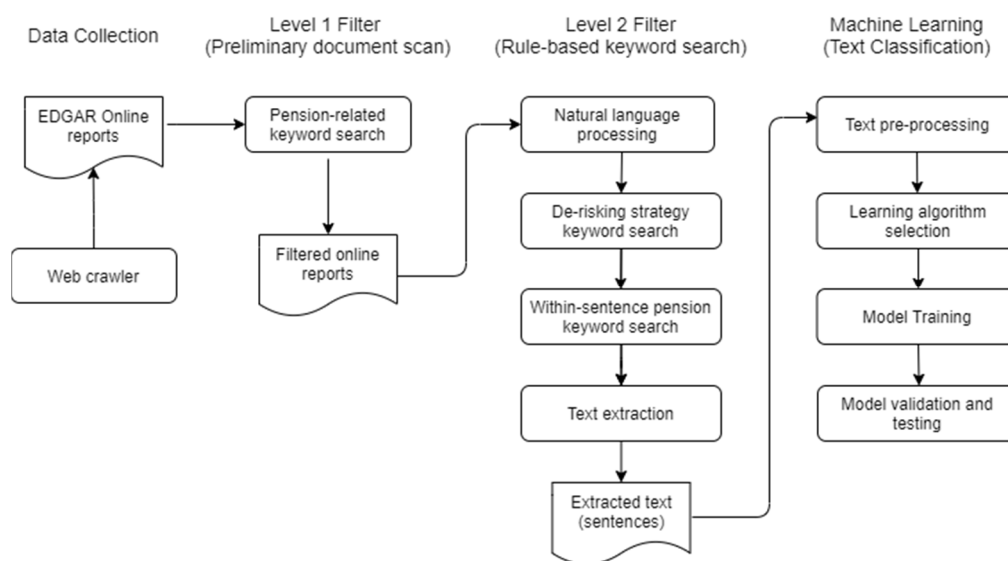 Data Collection
Level 1 Filter
(Preliminary document scan)
Level 2 Filter
(Rule-based keyword search)
Machine Learning
(Text Classification)
EDGAR Online
reports
Web crawler
Pension-related
keyword search
Filtered online
reports
Natural language
processing
De-risking strategy
keyword search
Within-sentence pension
keyword search
Text extraction
Extracted text
(sentences)
Text pre-processing
Learning algorithm
selection
Model Training
Model validation and
testing